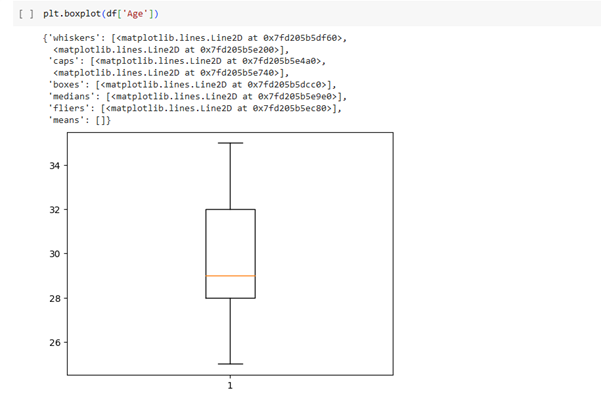 [ ] plt.boxplot(df['Age'])
{'whiskers': [<matplotlib.lines.Line2D at 0x7fd205b5df60>,
<matplotlib.lines.Line2D at 0x7fd205b5e200>],
'caps': [<matplotlib.lines.Line2D at 0x7fd205b5e4a0>,
<matplotlib.lines.Line2D at 0x7fd205b5e740>],
'boxes': [<matplotlib.lines.Line2D at 0x7fd205b5dcc0>],
'medians': [<matplotlib.lines.Line2D at 0x7fd205b5e9e0>],
'fliers': [<matplotlib.lines.Line2D at 0x7fd205b5ec80>],
'means': []}
34
32
30
28
26
1